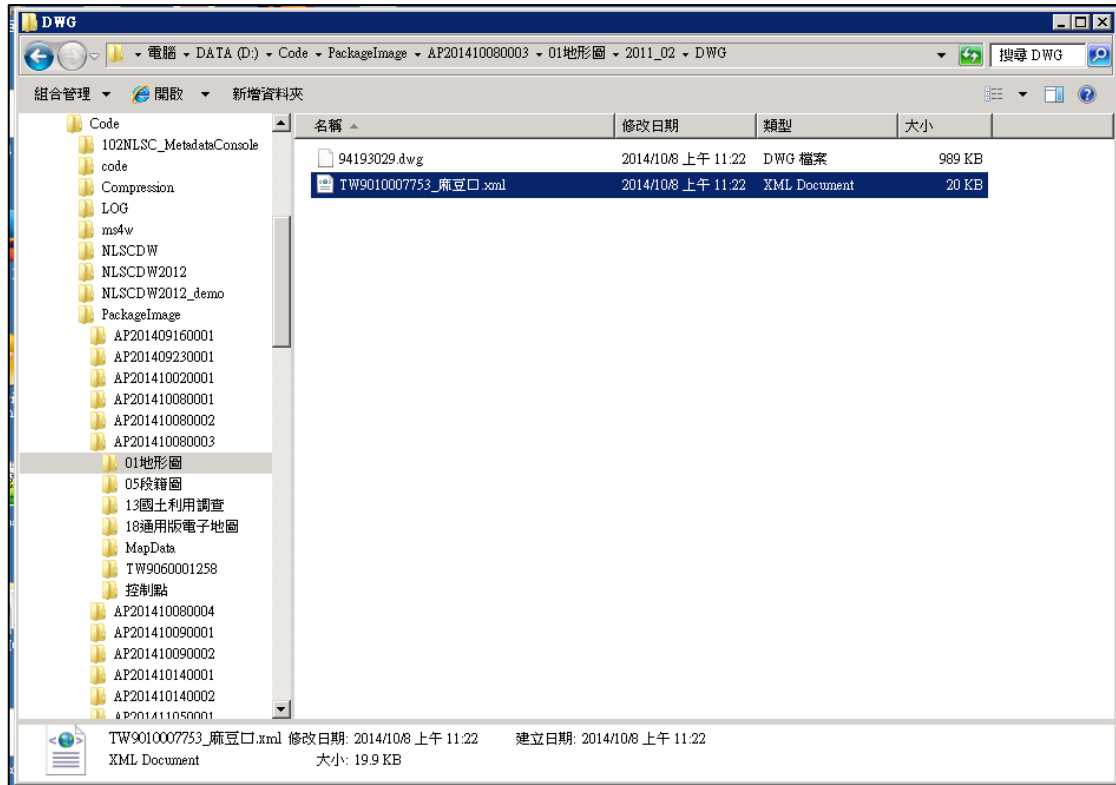 DWG
電腦 DATA (D:) Code PackageImage AP201410080003 01地形圖 2011_02 DWG
搜尋 DWG
組合管理 開啟 新增資料夾
Code
102NLSC_MetadataConsole
code
Compression
LOG
ms4w
NLSCDW
NLSCDW2012
NLSCDW2012_demo
PackageImage
AP201409160001
AP201409230001
AP201410020001
AP201410080001
AP201410080002
AP201410080003
01地形圖
05段籍圖
13國土利用調查
18通用版電子地圖
MapData
TW9060001258
控制點
AP201410080004
AP201410090001
AP201410090002
AP201410140001
AP201410140002
AP201411050001
名稱 修改日期 類型 大小
94193029.dwg 2014/10/8 上午 11:22 DWG 檔案 989 KB
TW9010007753_麻豆口.xml 2014/10/8 上午 11:22 XML Document 20 KB
TW9010007753_麻豆口.xml 修改日期: 2014/10/8 上午 11:22 建立日期: 2014/10/8 上午 11:22
XML Document 大小: 19.9 KB